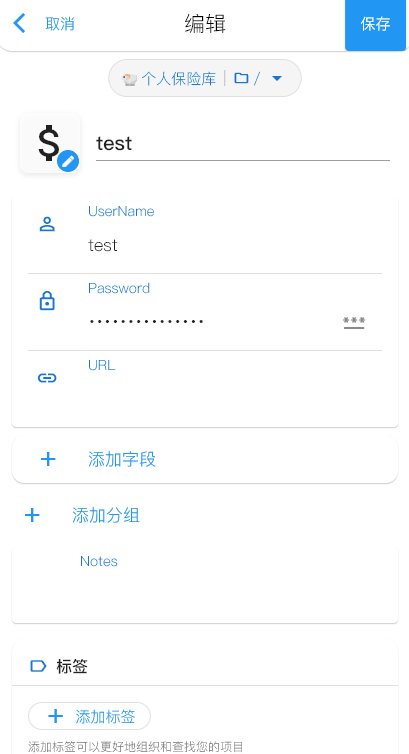 取消 编辑 保存
个人保险库 | /
test
UserName
test
Password
•••••••••••••••
URL
添加字段
添加分组
Notes
标签
添加标签
添加标签可以更好地组织和查找您的项目